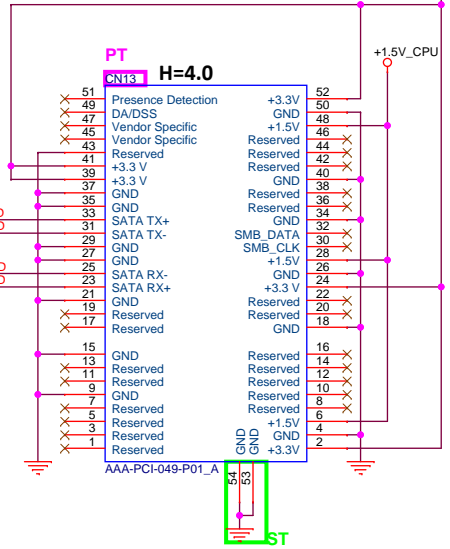 PT
+1.5V_CPU
CN13 H=4.0
51 Presence Detection +3.3V 52
49 DA/DSS GND 50
47 Vendor Specific +1.5V 48
45 Vendor Specific Reserved 46
43 Reserved Reserved 44
41 +3.3 V Reserved 42
39 +3.3 V GND 40
37 GND Reserved 38
35 GND Reserved 36
33 SATA TX+ GND 34
31 SATA TX- SMB_DATA 32
29 GND SMB_CLK 30
27 GND +1.5V 28
25 SATA RX- GND 26
23 SATA RX+ +3.3 V 24
21 GND Reserved 22
19 Reserved Reserved 20
17 Reserved GND 18
15 GND Reserved 16
13 Reserved Reserved 14
11 Reserved Reserved 12
9 GND Reserved 10
7 Reserved Reserved 8
5 Reserved +1.5V 6
3 Reserved GND 4
1 Reserved +3.3V 2
GND GND
AAA-PCI-049-P01_A
54 53
ST